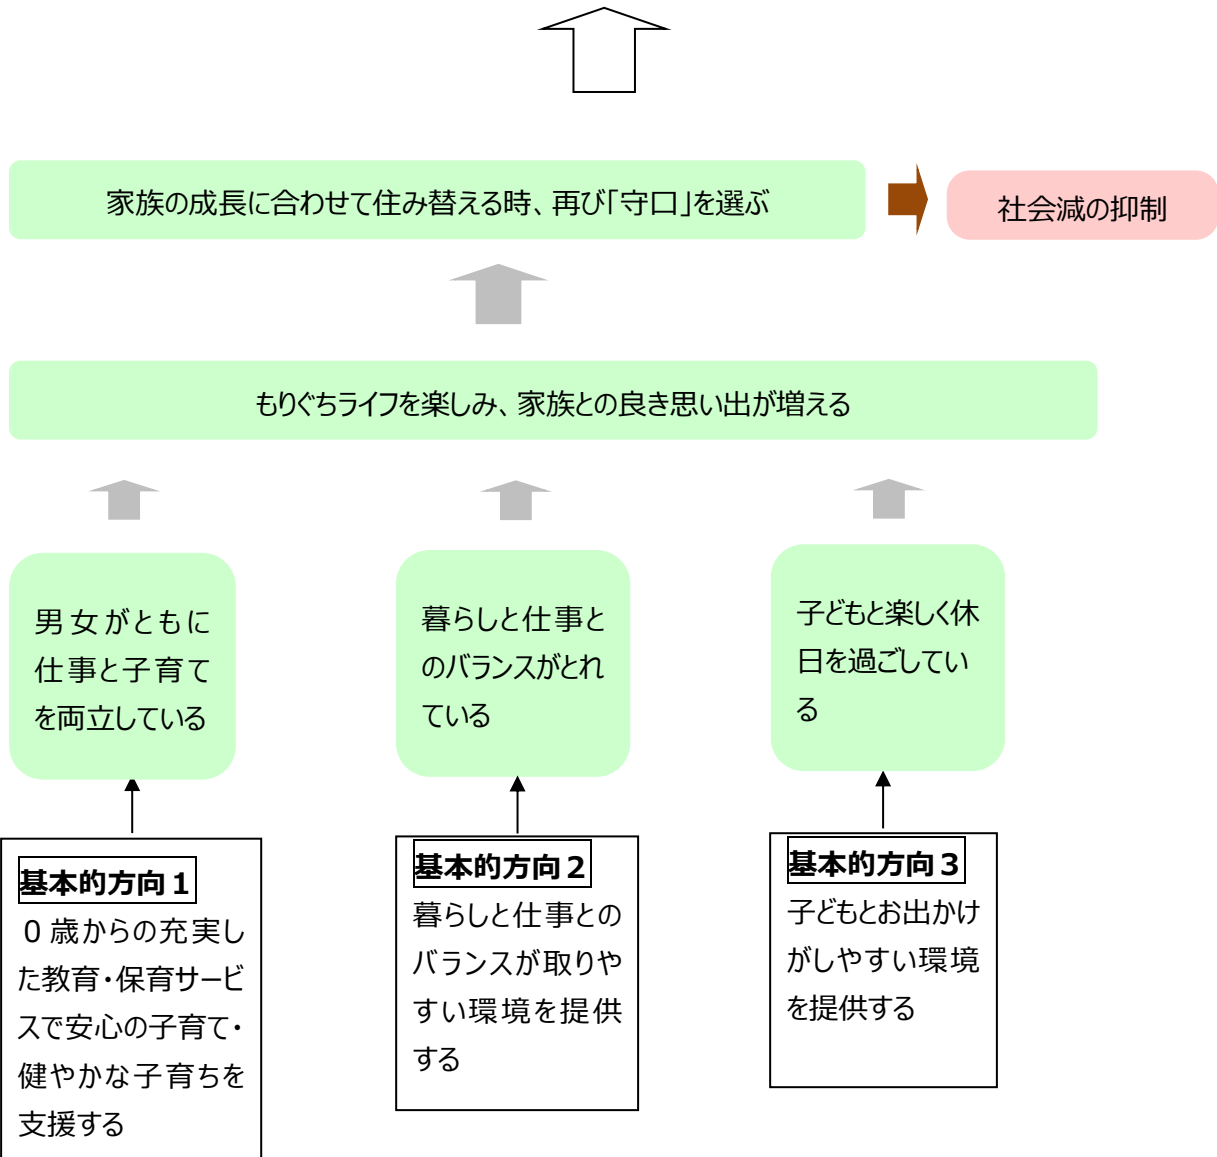 家族の成長に合わせて住み替える時、再び「守口」を選ぶ
社会減の抑制
もりぐちライフを楽しみ、家族との良き思い出が増える
男女がともに
仕事と子育て
を両立している
暮らしと仕事と
のバランスがとれ
ている
子どもと楽しく休
日を過ごしてい
る
基本的方向１
０歳からの充実し
た教育・保育サービ
スで安心の子育て・
健やかな子育ちを
支援する
基本的方向２
暮らしと仕事との
バランスが取りや
すい環境を提供
する
基本的方向３
子どもとお出かけ
がしやすい環境
を提供する